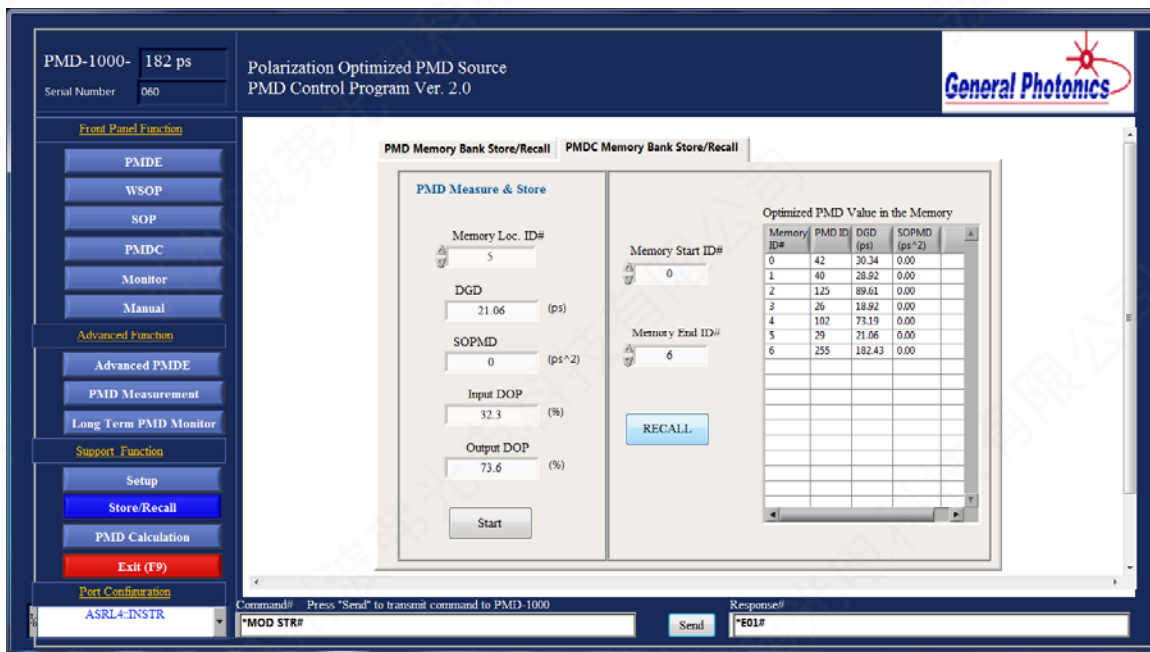 PMD-1000- 182 ps
Serial Number 060
Polarization Optimized PMD Source
PMD Control Program Ver. 2.0
General Photonics
Front Panel Function
PMDE
WSOP
SOP
PMDC
Monitor
Manual
Advanced Function
Advanced PMDE
PMD Measurement
Long Term PMD Monitor
Support Function
Setup
Store/Recall
PMD Calculation
Exit (F9)
Port Configuration
ASRL4::INSTR
PMD Memory Bank Store/Recall PMDC Memory Bank Store/Recall
PMD Measure & Store
Memory Loc. ID#
5
DGD
21.06 (ps)
SOPMD
0 (ps^2)
Input DOP
32.3 (%)
Output DOP
73.6 (%)
Start
Memory Start ID#
0
Memory End ID#
6
RECALL
Optimized PMD Value in the Memory
Memory ID# PMD ID DGD (ps) SOPMD (ps^2)
0 42 30.34 0.00
1 40 28.92 0.00
2 125 89.61 0.00
3 26 18.92 0.00
4 102 73.19 0.00
5 29 21.06 0.00
6 255 182.43 0.00
Command# Press "Send" to transmit command to PMD-1000
*MOD STR#
Send
Response#
*E01#